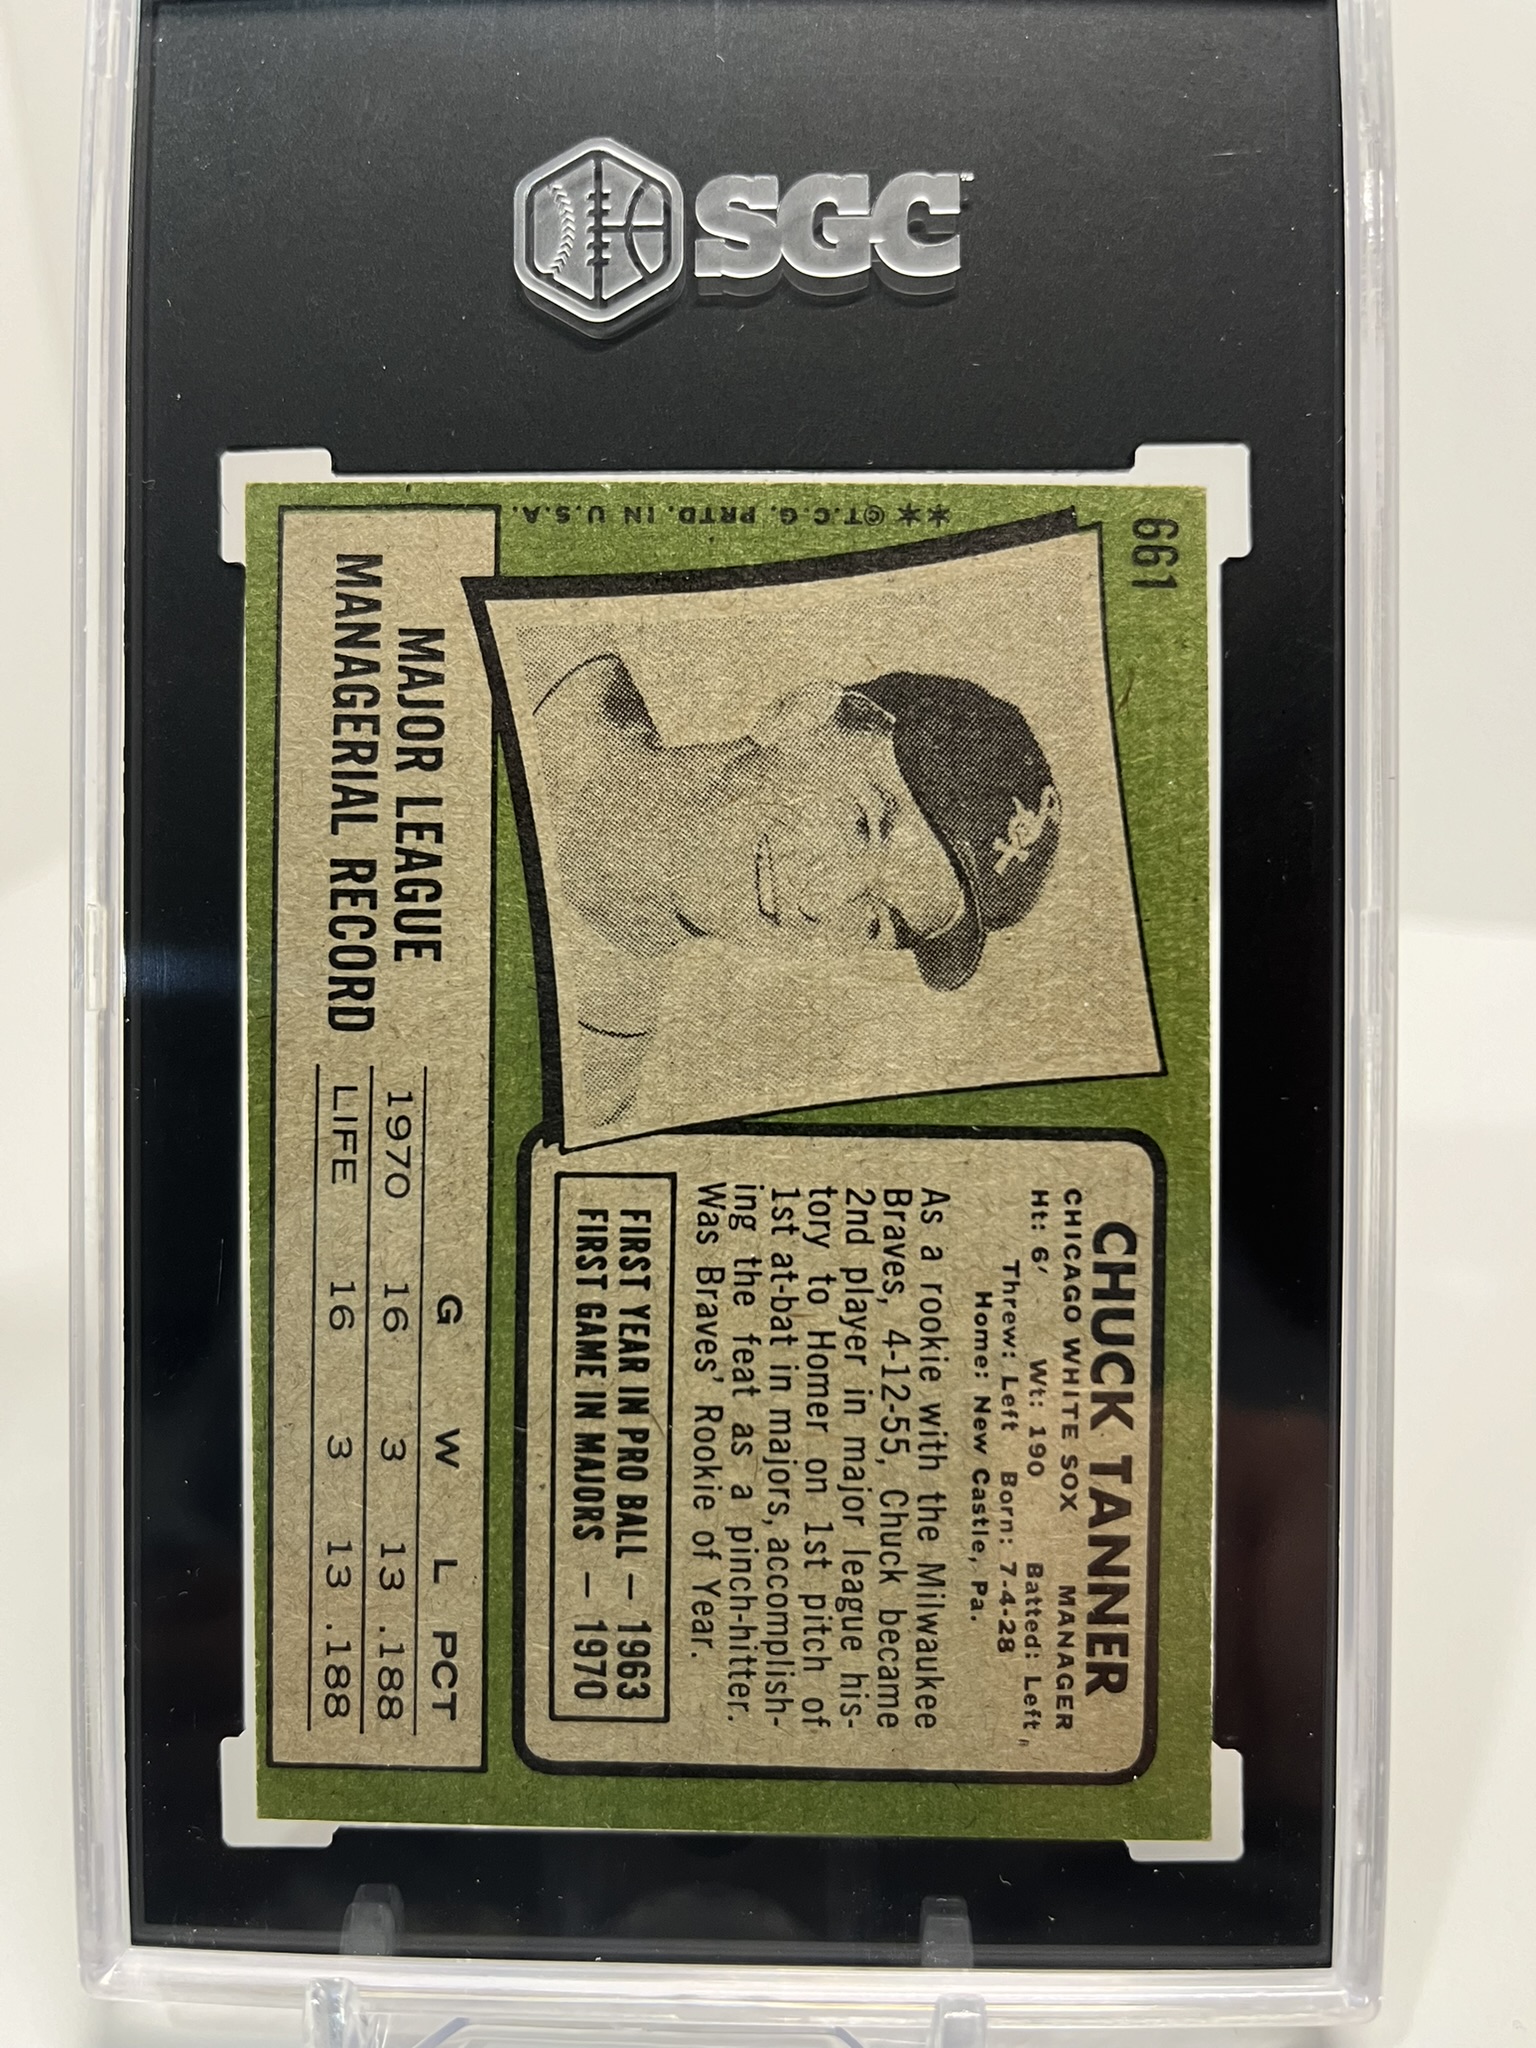 SGC
661
** ©T.C.G. PRTD. IN U.S.A.
CHUCK TANNER
CHICAGO WHITE SOX MANAGER
Ht: 6' Wt: 190 Batted: Left,
Threw: Left Born: 7-4-28
Home: New Castle, Pa.
As a rookie with the Milwaukee
Braves, 4-12-55, Chuck became
2nd player in major league his-
tory to Homer on 1st pitch of
1st at-bat in majors, accomplish-
ing the feat as a pinch-hitter.
Was Braves' Rookie of Year.
FIRST YEAR IN PRO BALL — 1963
FIRST GAME IN MAJORS — 1970
MAJOR LEAGUE
MANAGERIAL RECORD
G W L PCT
1970 16 3 13 .188
LIFE 16 3 13 .188